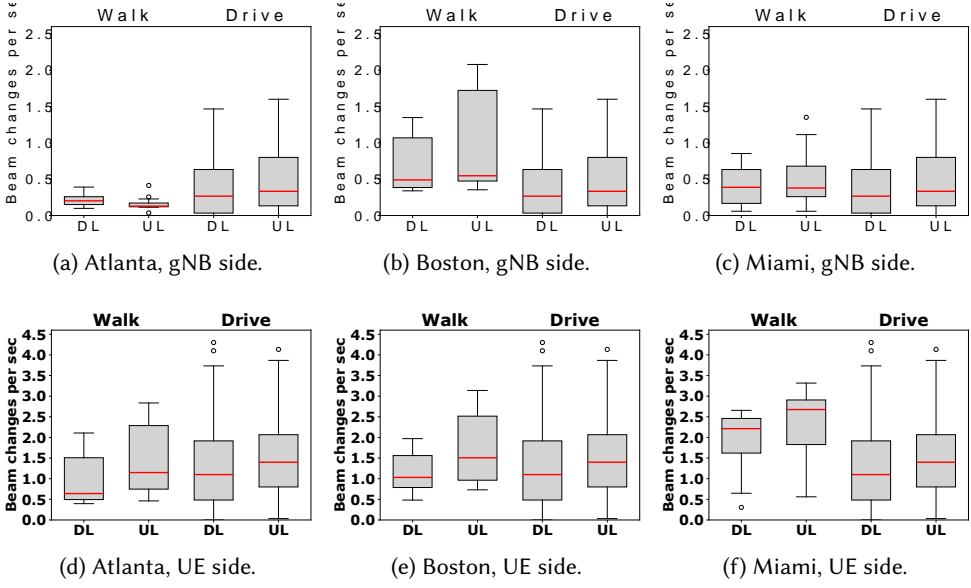 Walk Drive Walk Drive Walk Drive
Beam changes per se
2.5
2.0
1.5
1.0
0.5
0.0
DL UL DL UL
Beam changes per se
2.5
2.0
1.5
1.0
0.5
0.0
DL UL DL UL
Beam changes per se
2.5
2.0
1.5
1.0
0.5
0.0
DL UL DL UL
(a) Atlanta, gNB side.
(b) Boston, gNB side.
(c) Miami, gNB side.
Walk Drive
Beam changes per sec
4.5
4.0
3.5
3.0
2.5
2.0
1.5
1.0
0.5
0.0
DL UL DL UL
Walk Drive
Beam changes per sec
4.5
4.0
3.5
3.0
2.5
2.0
1.5
1.0
0.5
0.0
DL UL DL UL
Walk Drive
Beam changes per sec
4.5
4.0
3.5
3.0
2.5
2.0
1.5
1.0
0.5
0.0
DL UL DL UL
(d) Atlanta, UE side.
(e) Boston, UE side.
(f) Miami, UE side.